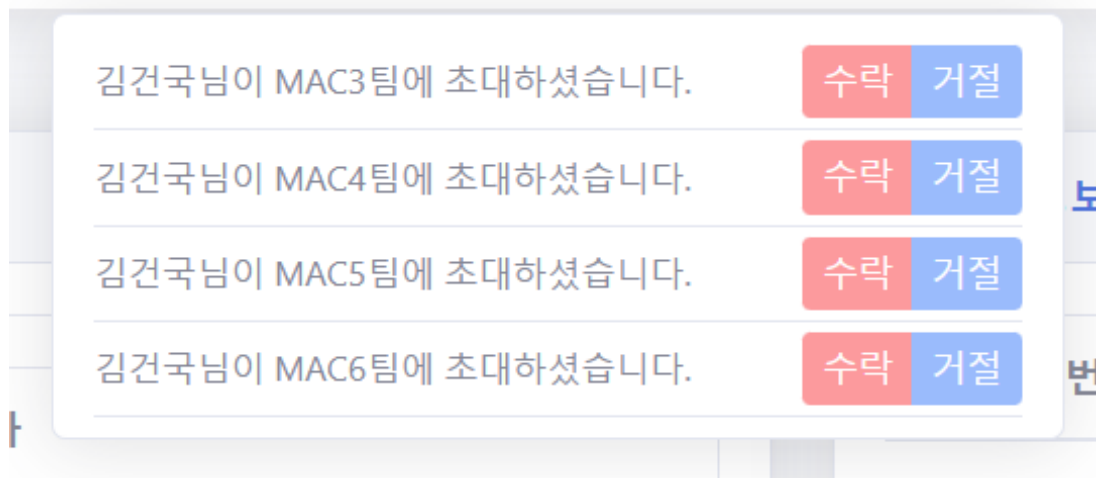 김건국님이 MAC3팀에 초대하셨습니다. 수락 거절
김건국님이 MAC4팀에 초대하셨습니다. 수락 거절
김건국님이 MAC5팀에 초대하셨습니다. 수락 거절
김건국님이 MAC6팀에 초대하셨습니다. 수락 거절